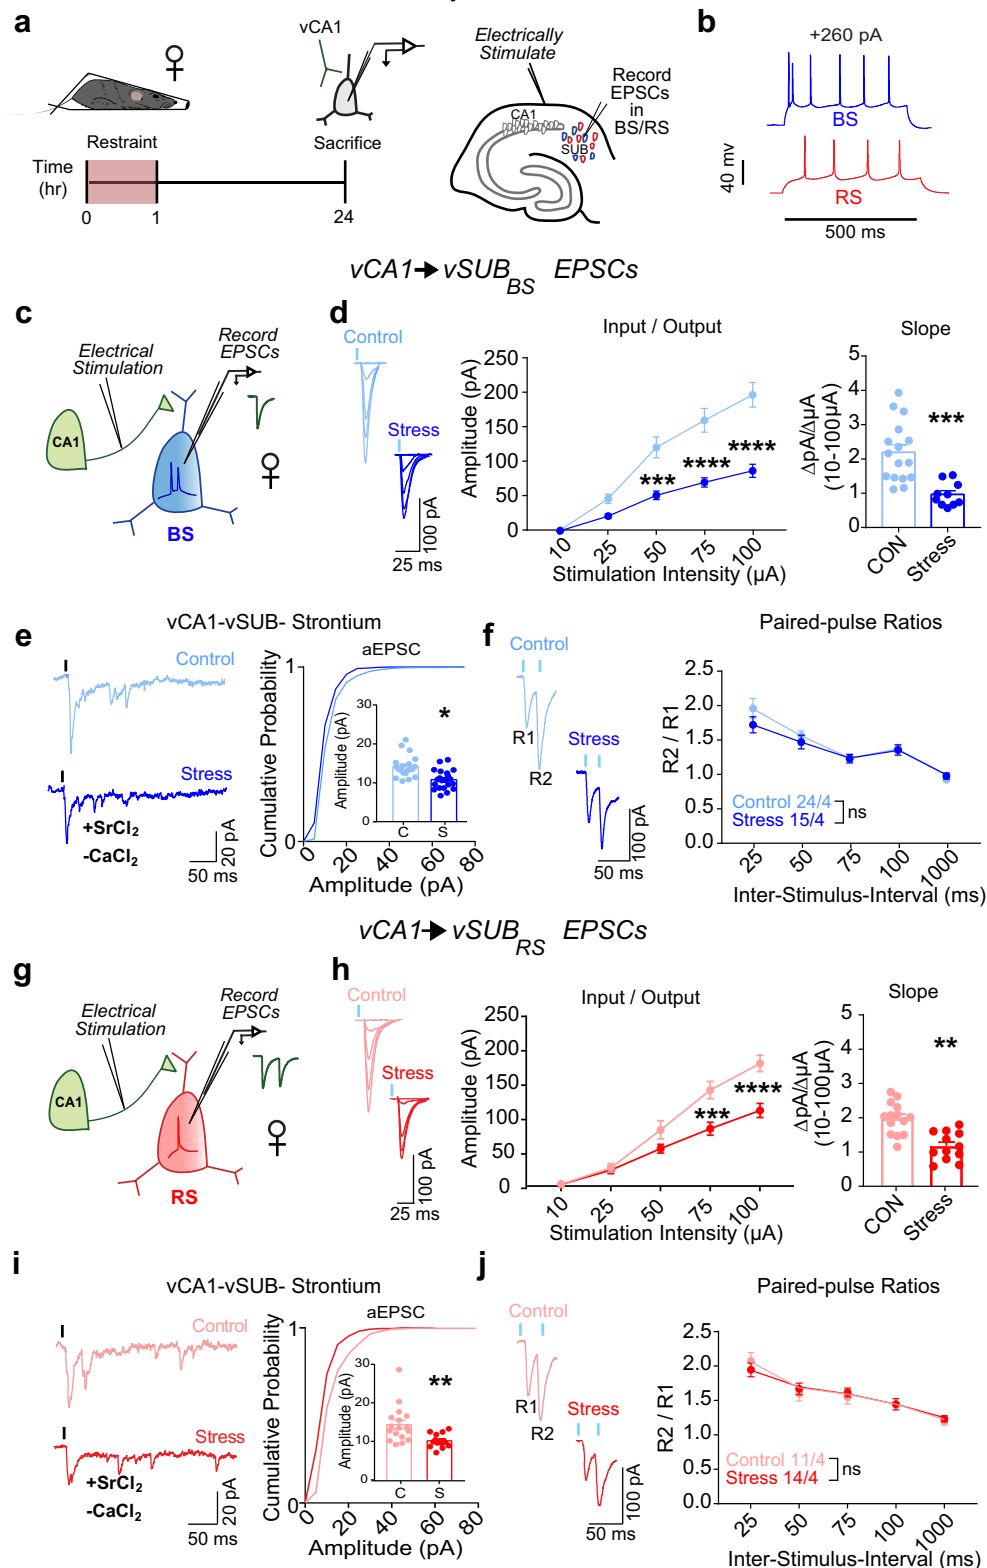 a
vCA1
Electrically
Stimulate
Record
EPSCs
in
BS/RS
CA1
SUB
Restraint
Sacrifice
Time
(hr)
0
1
24
b
+260 pA
BS
40 mv
RS
500 ms
vCA1 vSUB BS EPSCs
c
Electrical
Stimulation
Record
EPSCs
CA1
BS
d
Control
Stress
100 pA
25 ms
Input / Output
Amplitude (pA)
250
200
150
100
50
0
*** **** ****
10 25 50 75 100
Stimulation Intensity (µA)
Slope
ΔpA/ΔµA
(10-100µA)
5
4
3
2
1
0
***
CON Stress
e
vCA1-vSUB- Strontium
Control
Stress
+SrCl2
-CaCl2
20 pA
50 ms
aEPSC
Cumulative Probability
1
0
0 20 40 60 80
Amplitude (pA)
Amplitude (pA)
30
20
10
0
*
C S
f
Control
R1
R2
Stress
100 pA
50 ms
Paired-pulse Ratios
R2 / R1
2.5
2.0
1.5
1.0
0.5
0.0
Control 24/4
Stress 15/4
ns
25 50 75 100 1000
Inter-Stimulus-Interval (ms)
vCA1 vSUB RS EPSCs
g
Electrical
Stimulation
Record
EPSCs
CA1
RS
h
Control
Stress
100 pA
25 ms
Input / Output
Amplitude (pA)
250
200
150
100
50
0
*** ****
10 25 50 75 100
Stimulation Intensity (µA)
Slope
ΔpA/ΔµA
(10-100µA)
5
4
3
2
1
0
**
CON Stress
i
vCA1-vSUB- Strontium
Control
Stress
+SrCl2
-CaCl2
20 pA
50 ms
aEPSC
Cumulative Probability
1
0
0 20 40 60 80
Amplitude (pA)
Amplitude (pA)
30
20
10
0
**
C S
j
Control
R1
R2
Stress
100 pA
50 ms
Paired-pulse Ratios
R2 / R1
2.5
2.0
1.5
1.0
0.5
0.0
Control 11/4
Stress 14/4
ns
25 50 75 100 1000
Inter-Stimulus-Interval (ms)